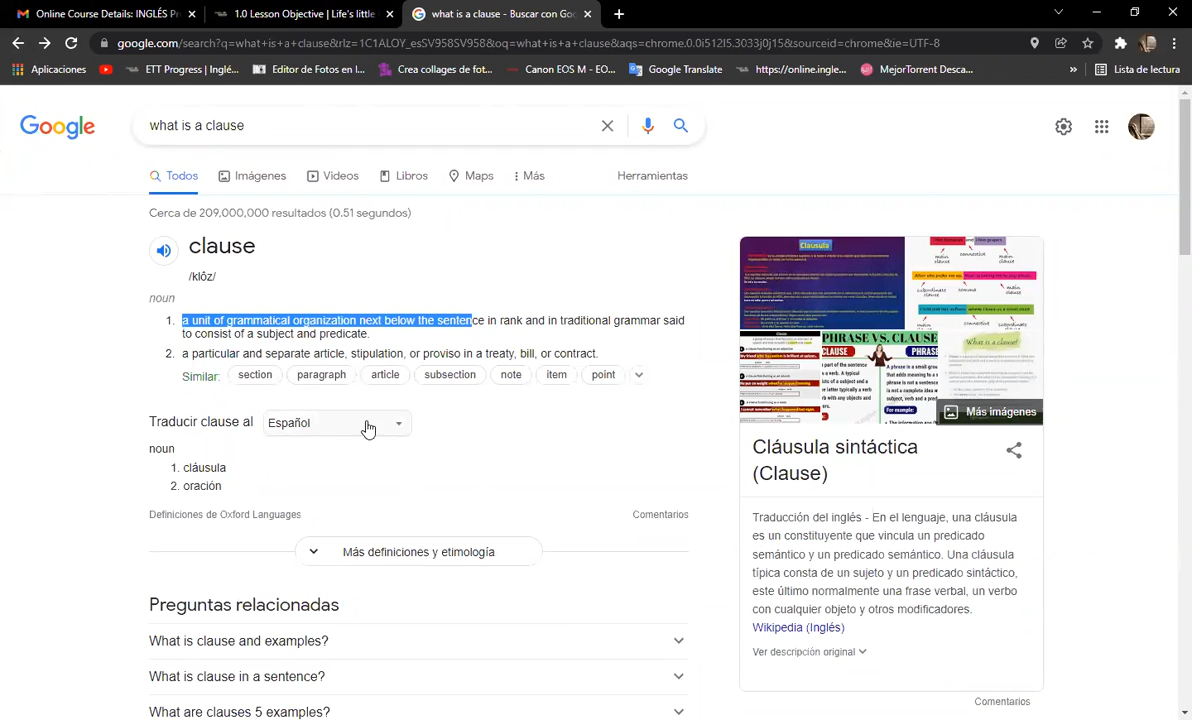 Online Course Details: INGLÉS Pr
1.0 Lesson Objective | Life's little
what is a clause - Buscar con Goo
google.com/search?q=what+is+a+clause&rlz=1C1ALOY_esSV958SV958&oq=what+is+a+clause&aqs=chrome.0.0i512l5.3033j0j15&sourceid=chrome&ie=UTF-8
Aplicaciones
ETT Progress | Inglé...
Editor de Fotos en l...
Crea collages de fot...
Canon EOS M - EO...
Google Translate
https://online.ingle...
MejorTorrent Desca...
»
Lista de lectura
Google
what is a clause
Todos
Imágenes
Videos
Libros
Maps
Más
Herramientas
Cerca de 209,000,000 resultados (0.51 segundos)
clause
/klôz/
noun
1. a unit of grammatical organization next below the sentence in rank and in traditional grammar said
to consist of a subject and predicate.
2. a particular and separate article, stipulation, or proviso in a treaty, bill, or contract.
Similar: section paragraph article subsection note item point
Traducir clause al Español
noun
1. cláusula
2. oración
Definiciones de Oxford Languages
Comentarios
Más definiciones y etimología
Preguntas relacionadas
What is clause and examples?
What is clause in a sentence?
What are clauses 5 examples?
Clausula
PHRASE VS. CLAUSE
CLAUSE
PHRASE
What is a clause?
Más imágenes
Cláusula sintáctica
(Clause)
Traducción del inglés - En el lenguaje, una cláusula
es un constituyente que vincula un predicado
semántico y un predicado semántico. Una cláusula
típica consta de un sujeto y un predicado sintáctico,
este último normalmente una frase verbal, un verbo
con cualquier objeto y otros modificadores.
Wikipedia (Inglés)
Ver descripción original
Comentarios